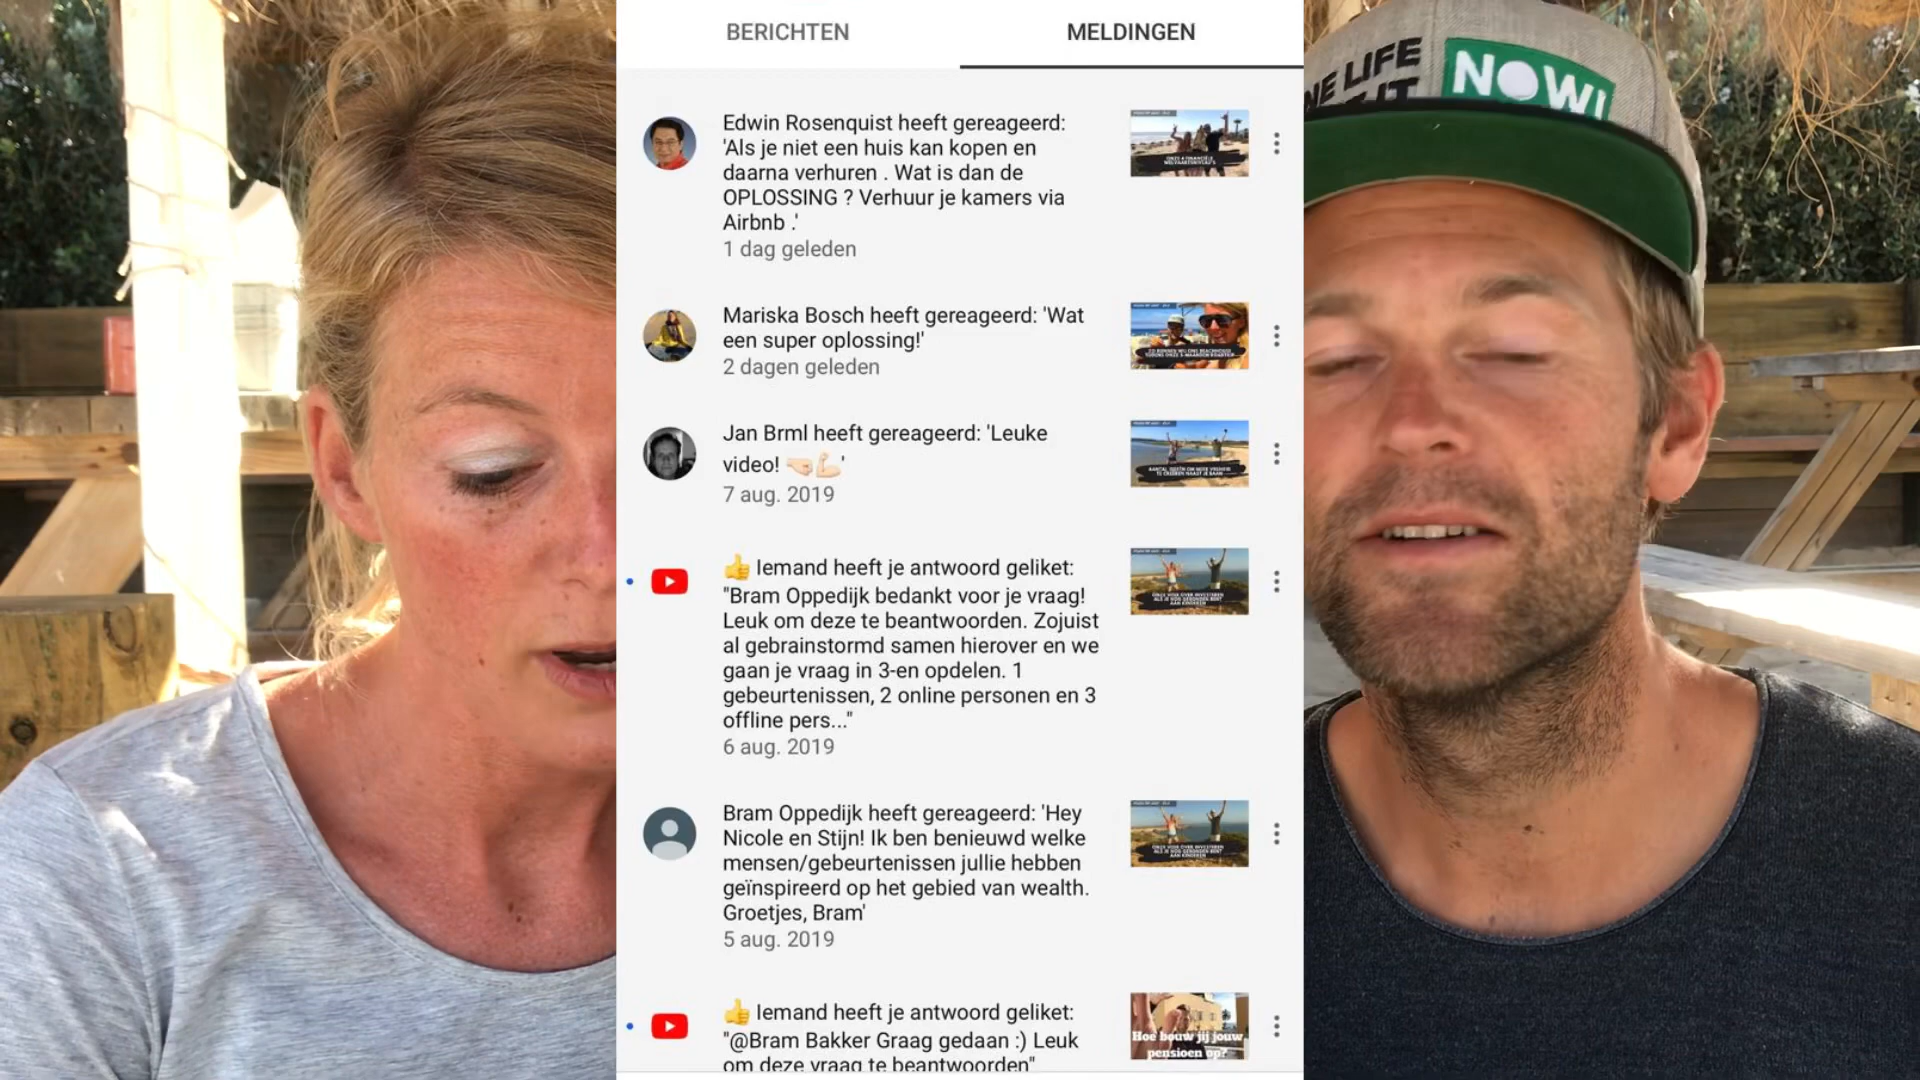 BERICHTEN
MELDINGEN
Edwin Rosenquist heeft gereageerd:
'Als je niet een huis kan kopen en
daarna verhuren . Wat is dan de
OPLOSSING ? Verhuur je kamers via
Airbnb .'
1 dag geleden
Mariska Bosch heeft gereageerd: 'Wat
een super oplossing!'
2 dagen geleden
Jan Brml heeft gereageerd: 'Leuke
video! 🤜🏻💪🏻'
7 aug. 2019
👍 Iemand heeft je antwoord geliket:
"Bram Oppedijk bedankt voor je vraag!
Leuk om deze te beantwoorden. Zojuist
al gebrainstormd samen hierover en we
gaan je vraag in 3-en opdelen. 1
gebeurtenissen, 2 online personen en 3
offline pers..."
6 aug. 2019
Bram Oppedijk heeft gereageerd: 'Hey
Nicole en Stijn! Ik ben benieuwd welke
mensen/gebeurtenissen jullie hebben
geïnspireerd op het gebied van wealth.
Groetjes, Bram'
5 aug. 2019
👍 Iemand heeft je antwoord geliket:
"@Bram Bakker Graag gedaan :) Leuk
om deze vraag te beantwoorden"
Hoe bouw jij jouw
pensioen op?
NE LIFE
IT
NOW!